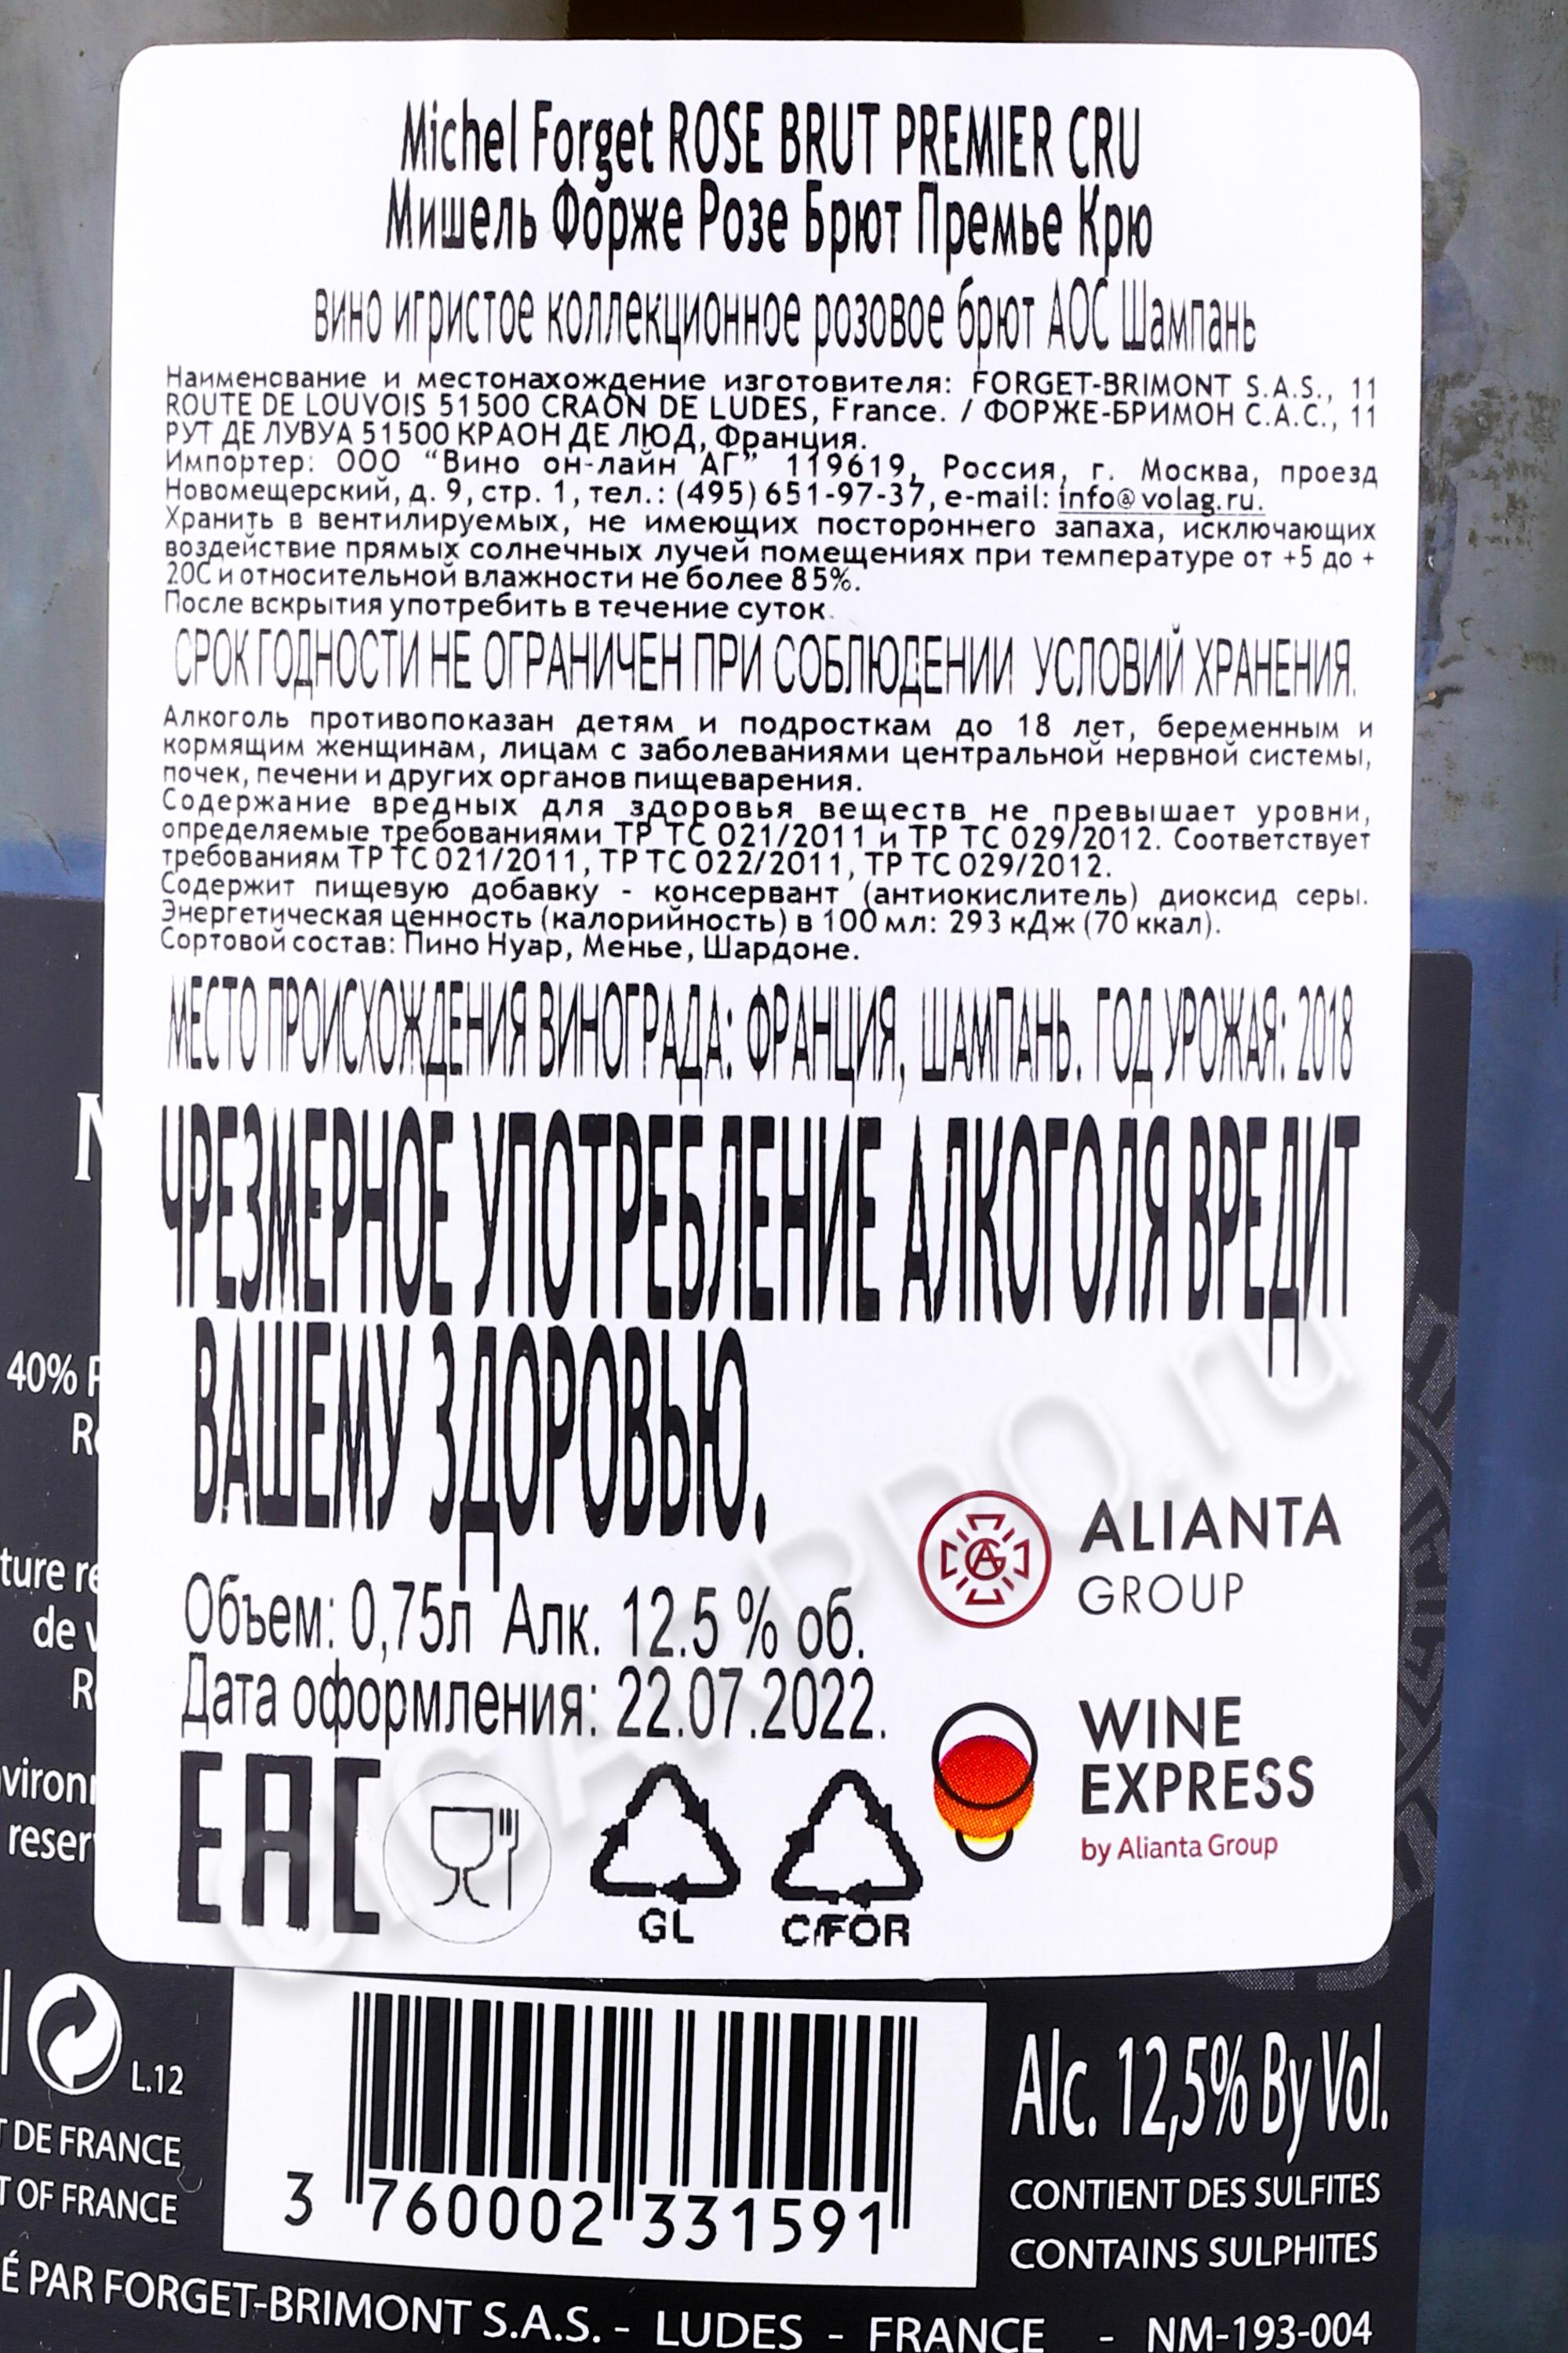 Michel Forget ROSE BRUT PREMIER CRU
Мишель Форже Розе Брют Премье Крю
вино игристое коллекционное розовое брют АОС Шампань
Наименование и местонахождение изготовителя: FORGET-BRIMONT S.A.S., 11
ROUTE DE LOUVOIS 51500 CRAON DE LUDES, France. / ФОРЖЕ-БРИМОН С.А.С., 11
РУТ ДЕ ЛУВУА 51500 КРАОН ДЕ ЛЮД, Франция.
Импортер: ООО “Вино он-лайн АГ” 119619, Россия, г. Москва, проезд
Новомещерский, д. 9, стр. 1, тел.: (495) 651-97-37, e-mail: info@volag.ru.
Хранить в вентилируемых, не имеющих постороннего запаха, исключающих
воздействие прямых солнечных лучей помещениях при температуре от +5 до +
20С и относительной влажности не более 85%.
После вскрытия употребить в течение суток.
СРОК ГОДНОСТИ НЕ ОГРАНИЧЕН ПРИ СОБЛЮДЕНИИ УСЛОВИЙ ХРАНЕНИЯ.
Алкоголь противопоказан детям и подросткам до 18 лет, беременным и
кормящим женщинам, лицам с заболеваниями центральной нервной системы,
почек, печени и других органов пищеварения.
Содержание вредных для здоровья веществ не превышает уровни,
определяемые требованиями ТР ТС 021/2011 и ТР ТС 029/2012. Соответствует
требованиям ТР ТС 021/2011, ТР ТС 022/2011, ТР ТС 029/2012.
Содержит пищевую добавку - консервант (антиокислитель) диоксид серы.
Энергетическая ценность (калорийность) в 100 мл: 293 кДж (70 ккал).
Сортовой состав: Пино Нуар, Менье, Шардоне.
МЕСТО ПРОИСХОЖДЕНИЯ ВИНОГРАДА: ФРАНЦИЯ, ШАМПАНЬ. ГОД УРОЖАЯ: 2018
ЧРЕЗМЕРНОЕ УПОТРЕБЛЕНИЕ АЛКОГОЛЯ ВРЕДИТ
ВАШЕМУ ЗДОРОВЬЮ.
ALIANTA
GROUP
Объем: 0,75л Алк. 12.5 % об.
Дата оформления: 22.07.2022.
WINE
EXPRESS
by Alianta Group
EAC
GL
C/FOR
CIGARPRO.ru
40%
ture
de
L.12
DE FRANCE
OF FRANCE
3 760002 331591
Alc. 12,5% By Vol.
CONTIENT DES SULFITES
CONTAINS SULPHITES
É PAR FORGET-BRIMONT S.A.S. - LUDES - FRANCE - NM-193-004